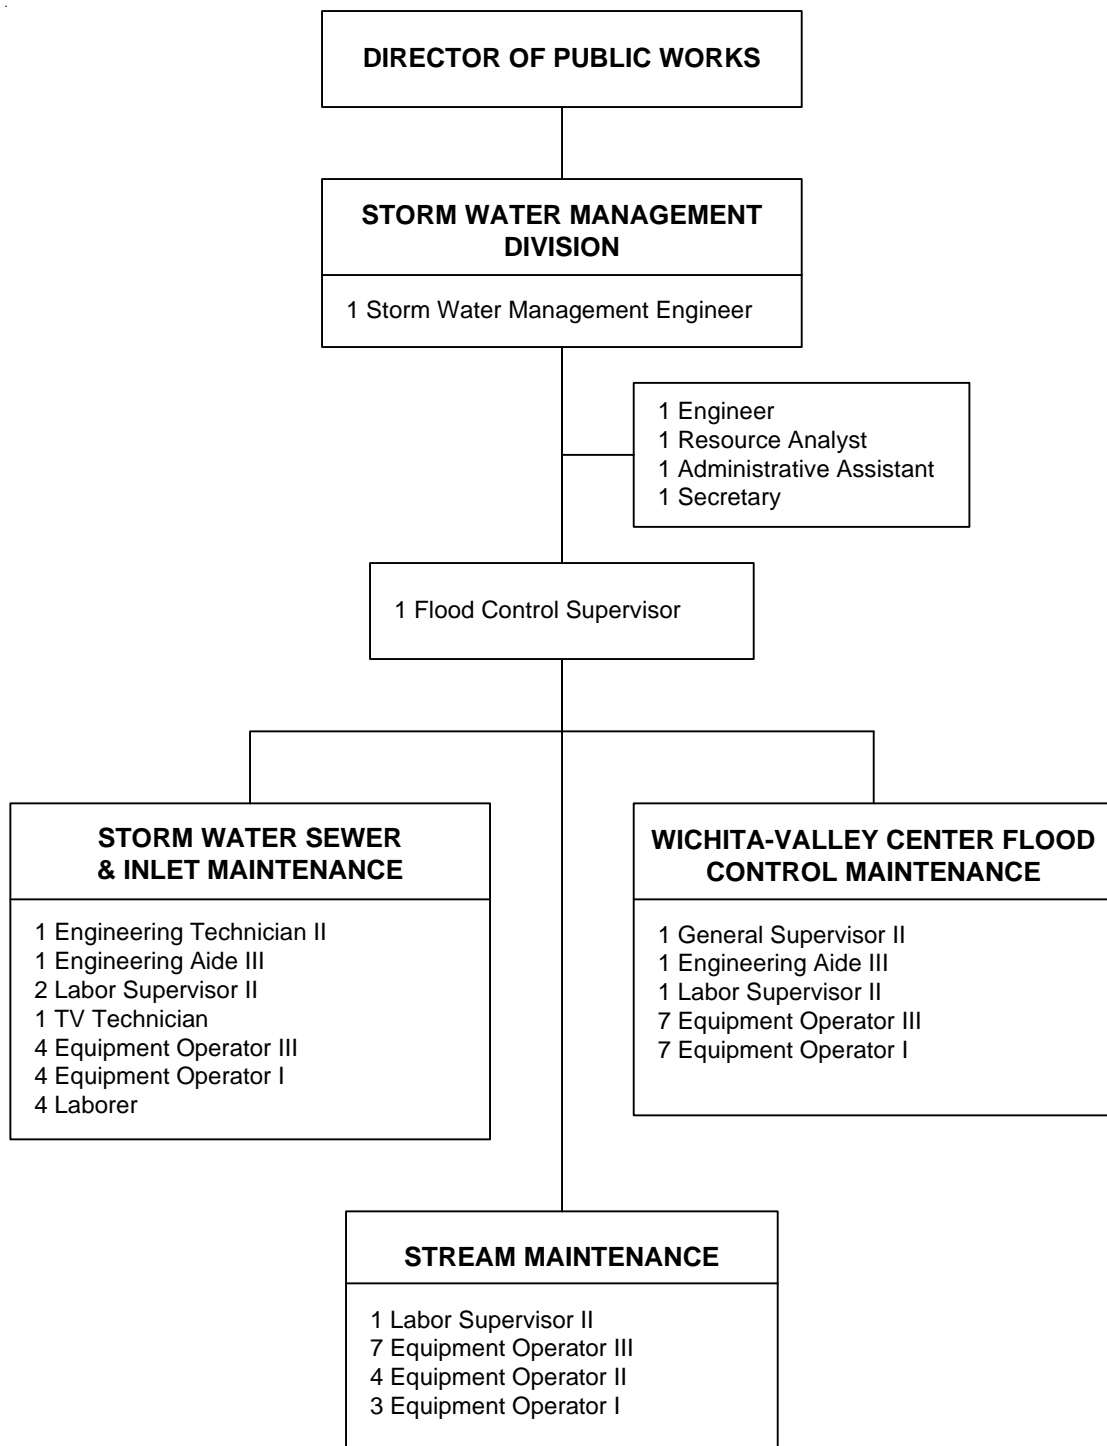 DIRECTOR OF PUBLIC WORKS
STORM WATER MANAGEMENT
DIVISION
1 Storm Water Management Engineer
1 Engineer
1 Resource Analyst
1 Administrative Assistant
1 Secretary
1 Flood Control Supervisor
STORM WATER SEWER
& INLET MAINTENANCE
1 Engineering Technician II
1 Engineering Aide III
2 Labor Supervisor II
1 TV Technician
4 Equipment Operator III
4 Equipment Operator I
4 Laborer
WICHITA-VALLEY CENTER FLOOD
CONTROL MAINTENANCE
1 General Supervisor II
1 Engineering Aide III
1 Labor Supervisor II
7 Equipment Operator III
7 Equipment Operator I
STREAM MAINTENANCE
1 Labor Supervisor II
7 Equipment Operator III
4 Equipment Operator II
3 Equipment Operator I